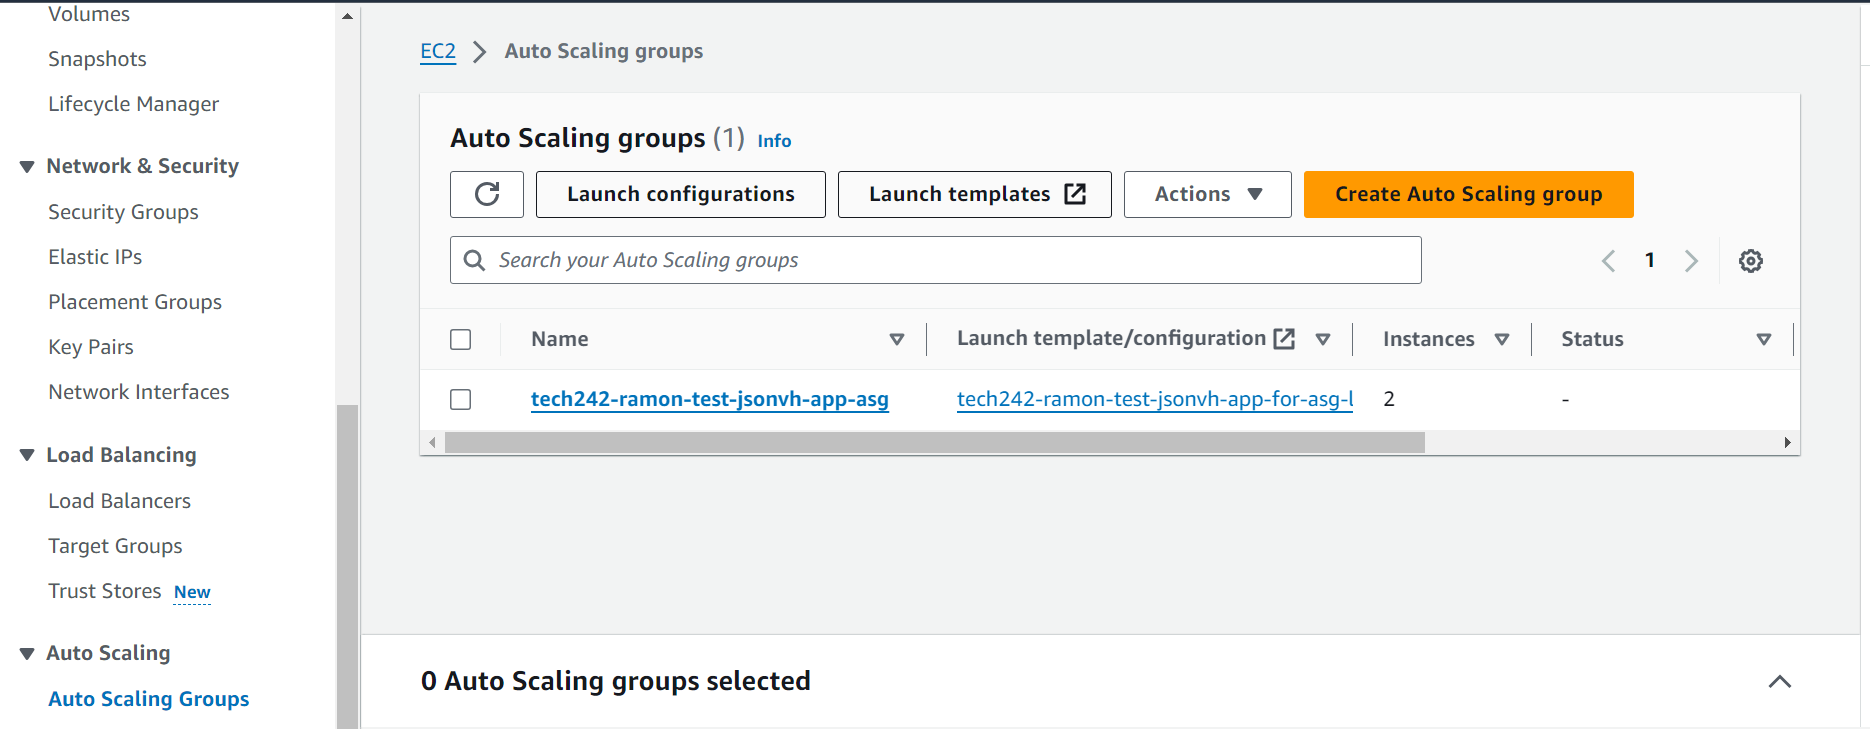 Volumes
Snapshots
Lifecycle Manager
Network & Security
Security Groups
Elastic IPs
Placement Groups
Key Pairs
Network Interfaces
Load Balancing
Load Balancers
Target Groups
Trust Stores New
Auto Scaling
Auto Scaling Groups
EC2 Auto Scaling groups
Auto Scaling groups (1) Info
Launch configurations Launch templates Actions Create Auto Scaling group
Search your Auto Scaling groups 1
Name Launch template/configuration Instances Status
tech242-ramon-test-jsonvh-app-asg tech242-ramon-test-jsonvh-app-for-asg-l 2 -
0 Auto Scaling groups selected